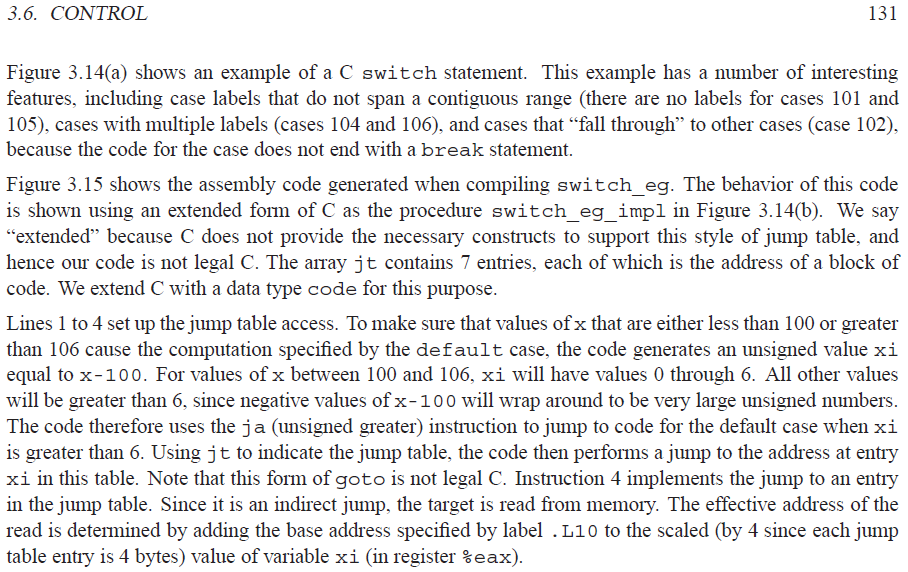 3.6. CONTROL 131
Figure 3.14(a) shows an example of a C switch statement. This example has a number of interesting
features, including case labels that do not span a contiguous range (there are no labels for cases 101 and
105), cases with multiple labels (cases 104 and 106), and cases that “fall through” to other cases (case 102),
because the code for the case does not end with a break statement.
Figure 3.15 shows the assembly code generated when compiling switch_eg. The behavior of this code
is shown using an extended form of C as the procedure switch_eg_impl in Figure 3.14(b). We say
“extended” because C does not provide the necessary constructs to support this style of jump table, and
hence our code is not legal C. The array jt contains 7 entries, each of which is the address of a block of
code. We extend C with a data type code for this purpose.
Lines 1 to 4 set up the jump table access. To make sure that values of x that are either less than 100 or greater
than 106 cause the computation specified by the default case, the code generates an unsigned value xi
equal to x-100. For values of x between 100 and 106, xi will have values 0 through 6. All other values
will be greater than 6, since negative values of x-100 will wrap around to be very large unsigned numbers.
The code therefore uses the ja (unsigned greater) instruction to jump to code for the default case when xi
is greater than 6. Using jt to indicate the jump table, the code then performs a jump to the address at entry
xi in this table. Note that this form of goto is not legal C. Instruction 4 implements the jump to an entry
in the jump table. Since it is an indirect jump, the target is read from memory. The effective address of the
read is determined by adding the base address specified by label .L10 to the scaled (by 4 since each jump
table entry is 4 bytes) value of variable xi (in register %eax).